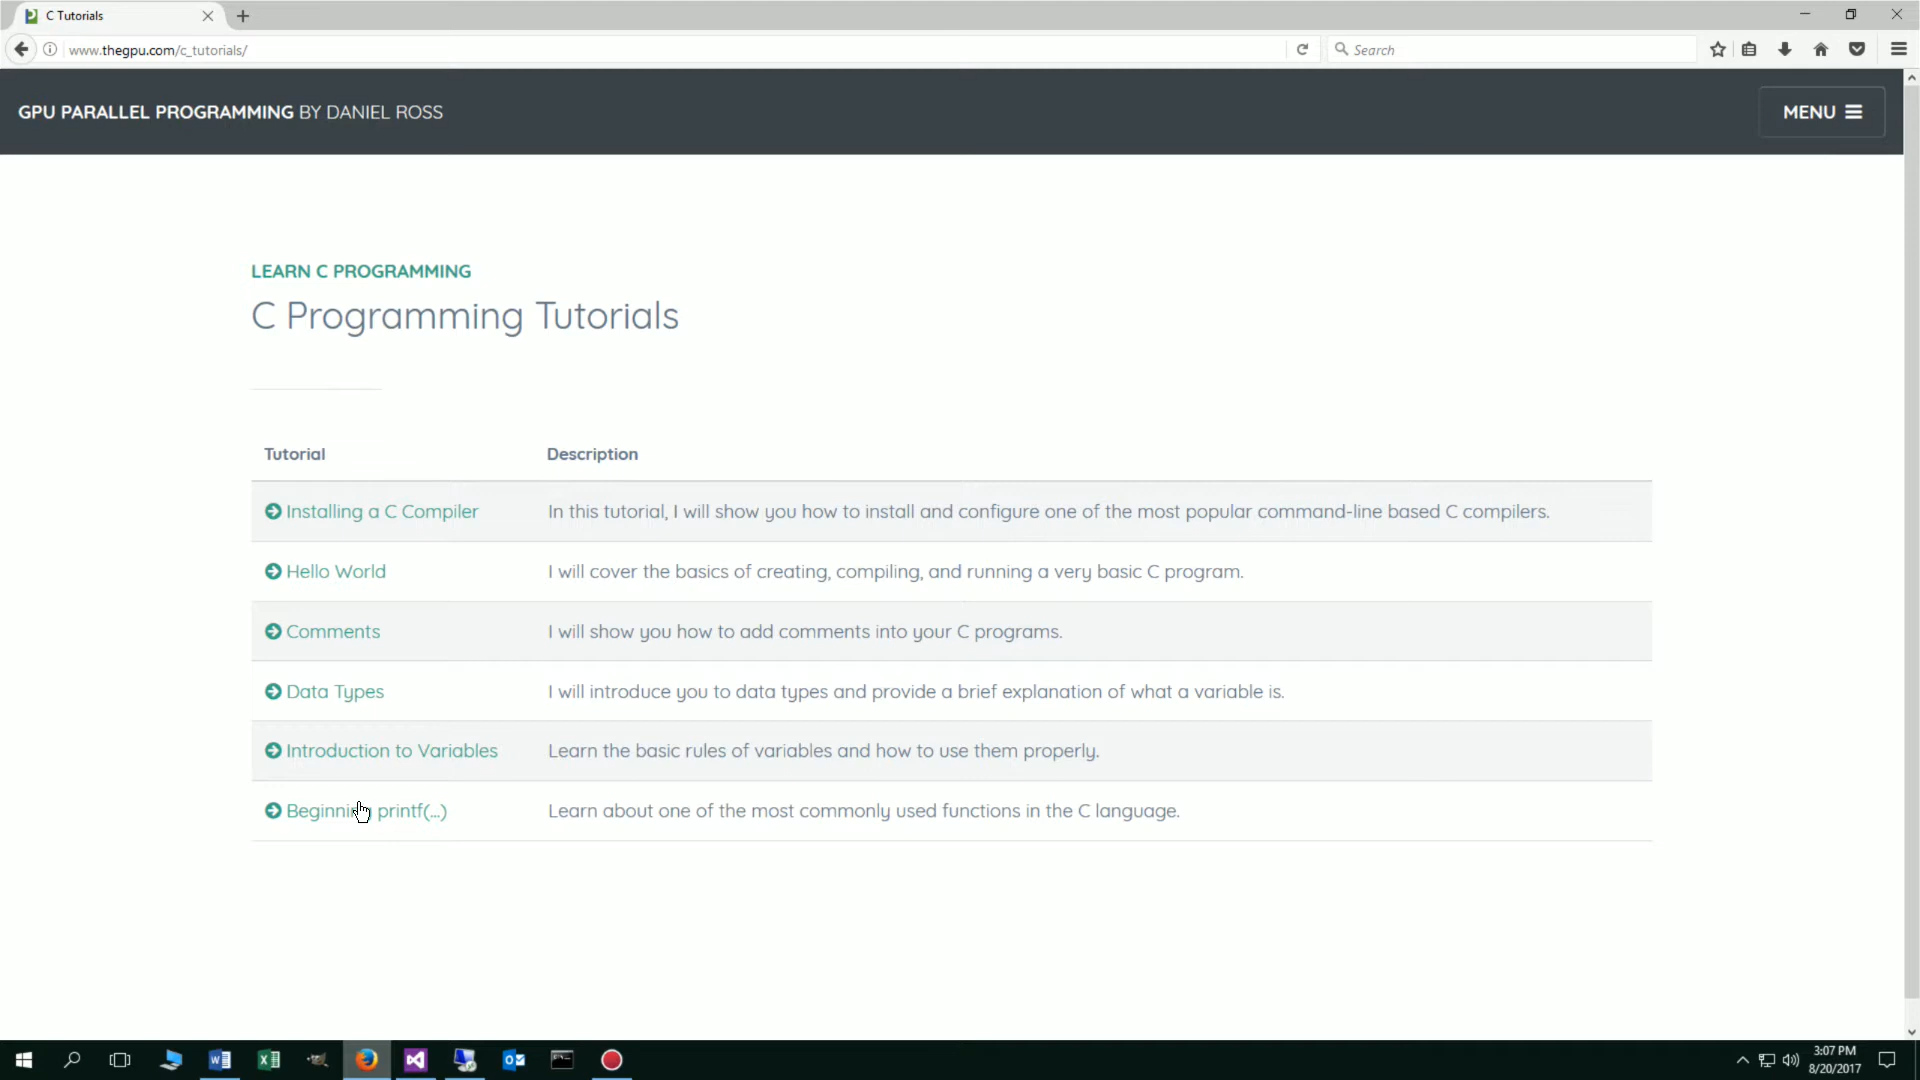 C Tutorials
www.thegpu.com/c_tutorials/
Search
GPU PARALLEL PROGRAMMING BY DANIEL ROSS
MENU
LEARN C PROGRAMMING
C Programming Tutorials
Tutorial Description
Installing a C Compiler In this tutorial, I will show you how to install and configure one of the most popular command-line based C compilers.
Hello World I will cover the basics of creating, compiling, and running a very basic C program.
Comments I will show you how to add comments into your C programs.
Data Types I will introduce you to data types and provide a brief explanation of what a variable is.
Introduction to Variables Learn the basic rules of variables and how to use them properly.
Beginning printf(...) Learn about one of the most commonly used functions in the C language.
3:07 PM
8/20/2017